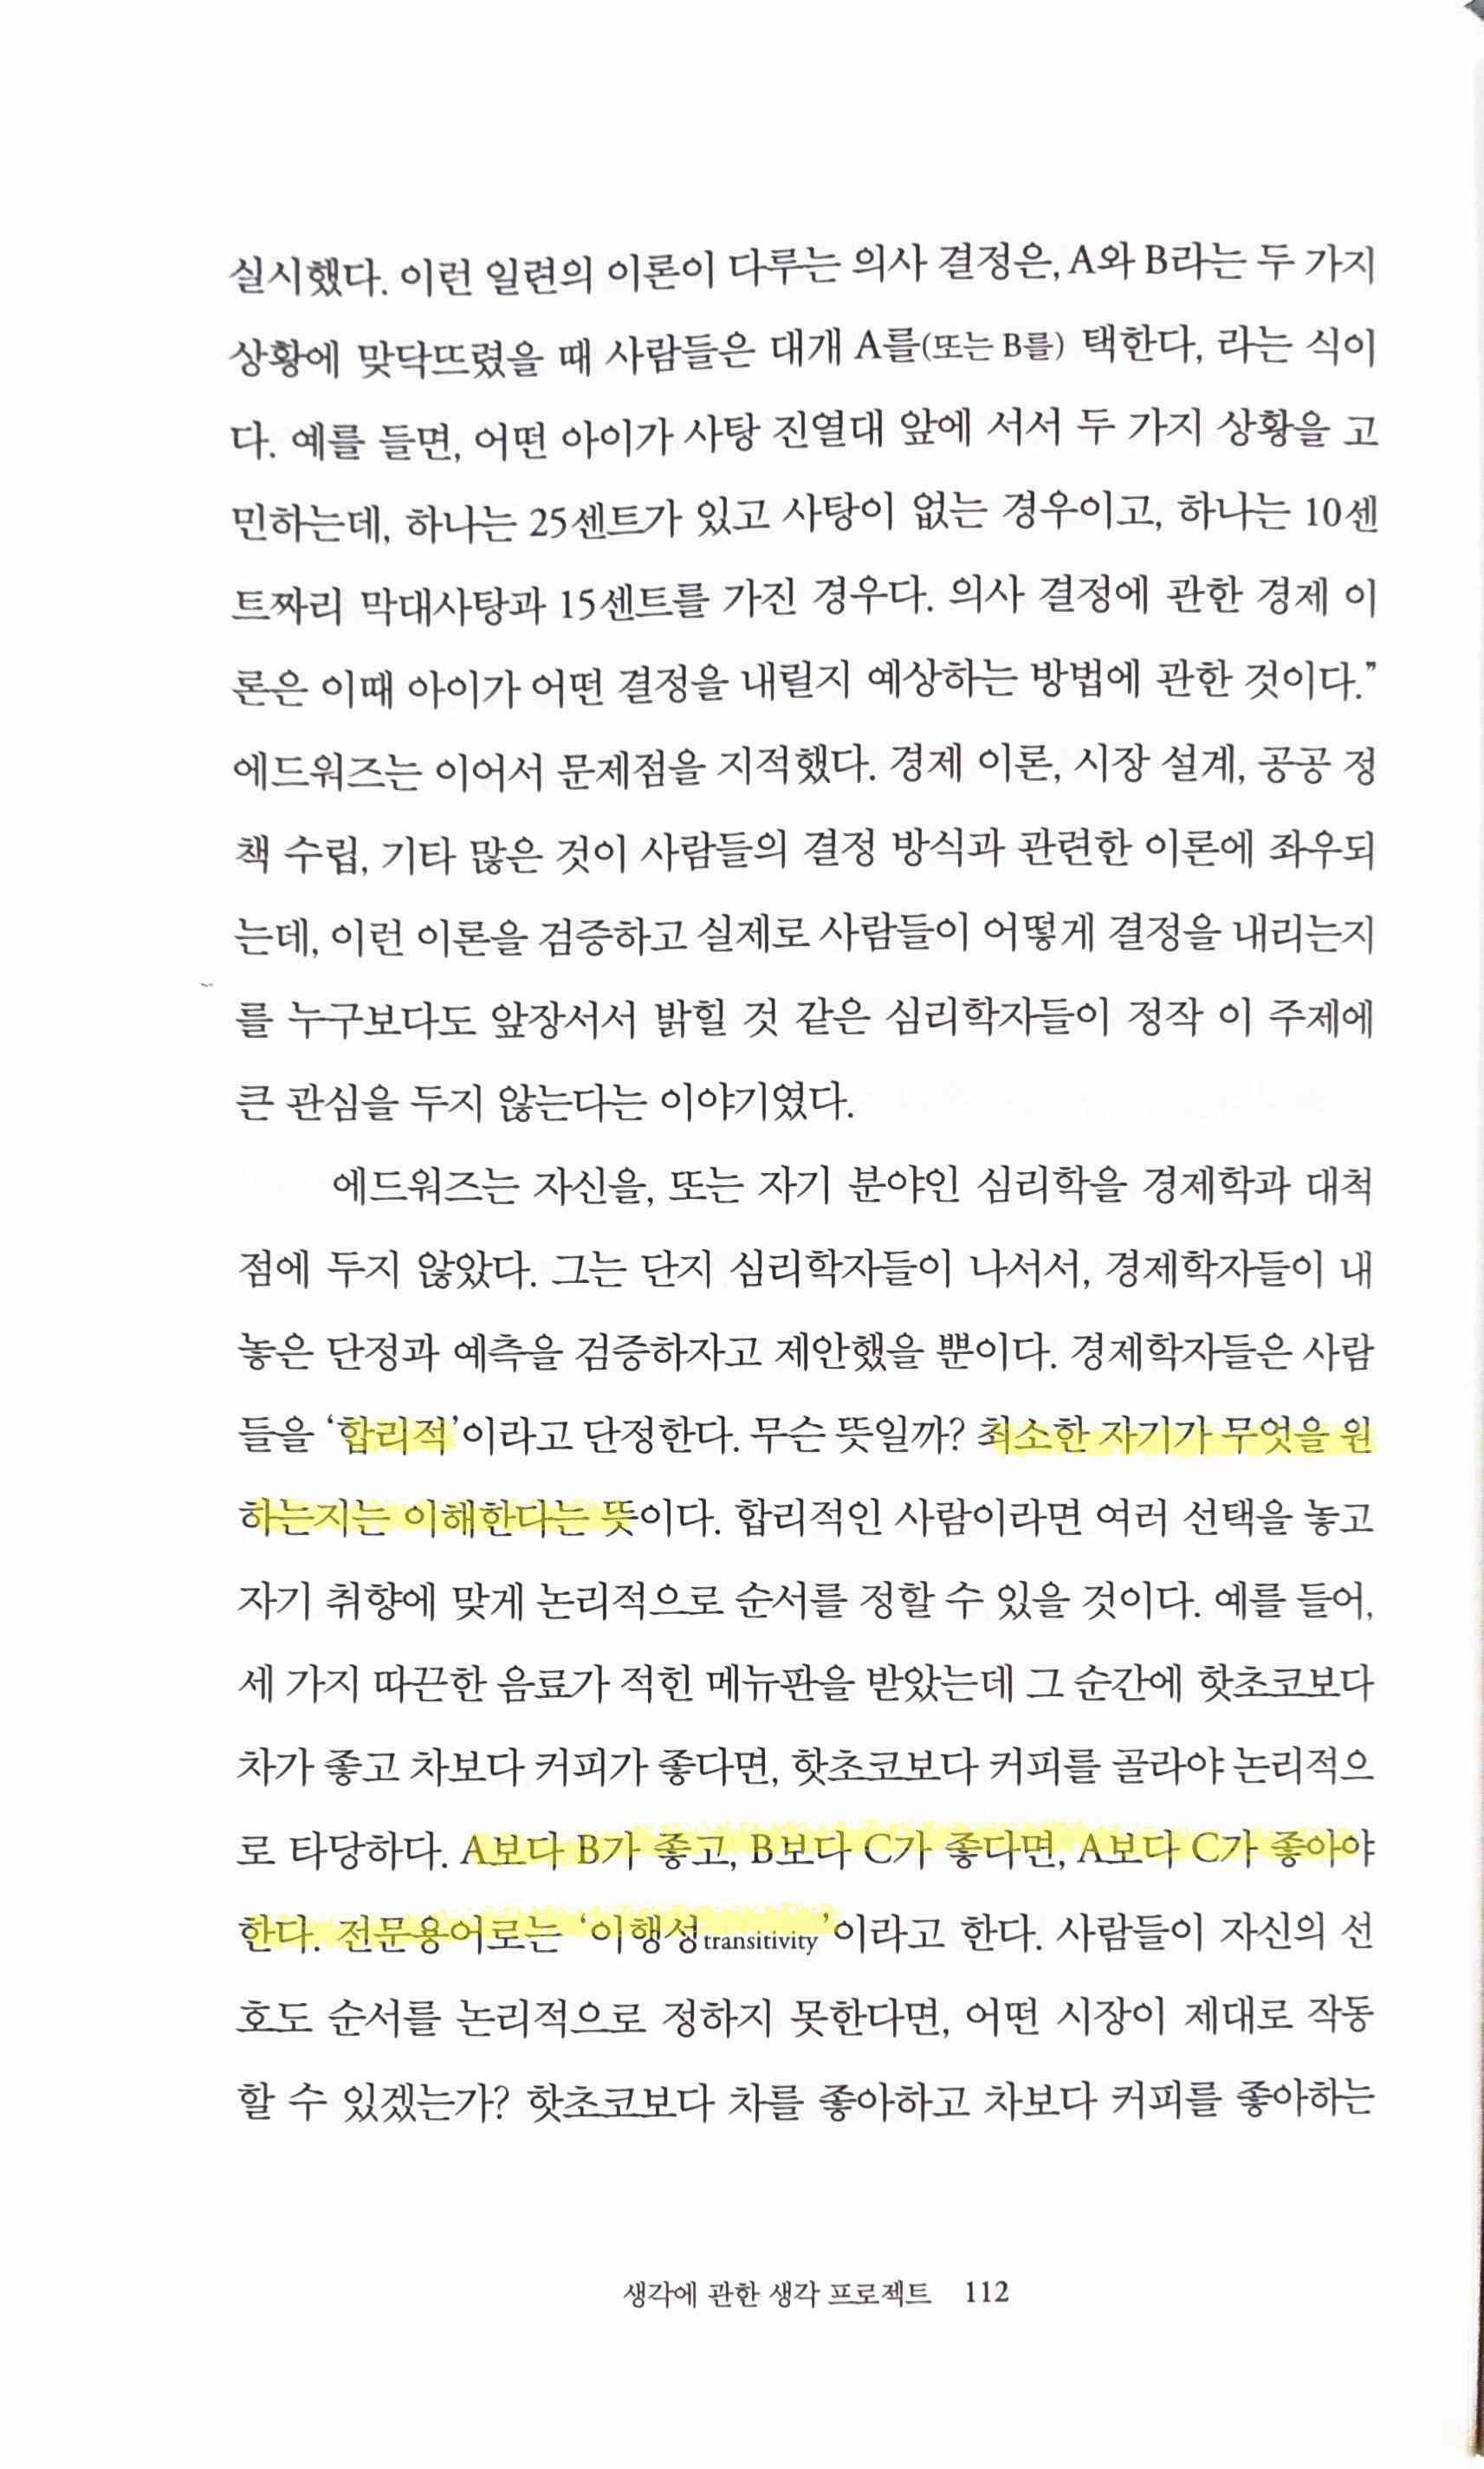 실시했다. 이런 일련의 이론이 다루는 의사 결정은, A와 B라는 두 가지
상황에 맞닥뜨렸을 때 사람들은 대개 A를(또는 B를) 택한다, 라는 식이
다. 예를 들면, 어떤 아이가 사탕 진열대 앞에 서서 두 가지 상황을 고
민하는데, 하나는 25센트가 있고 사탕이 없는 경우이고, 하나는 10센
트짜리 막대사탕과 15센트를 가진 경우다. 의사 결정에 관한 경제 이
론은 이때 아이가 어떤 결정을 내릴지 예상하는 방법에 관한 것이다.”
에드워즈는 이어서 문제점을 지적했다. 경제 이론, 시장 설계, 공공 정
책 수립, 기타 많은 것이 사람들의 결정 방식과 관련한 이론에 좌우되
는데, 이런 이론을 검증하고 실제로 사람들이 어떻게 결정을 내리는지
를 누구보다도 앞장서서 밝힐 것 같은 심리학자들이 정작 이 주제에
큰 관심을 두지 않는다는 이야기였다.
에드워즈는 자신을, 또는 자기 분야인 심리학을 경제학과 대척
점에 두지 않았다. 그는 단지 심리학자들이 나서서, 경제학자들이 내
놓은 단정과 예측을 검증하자고 제안했을 뿐이다. 경제학자들은 사람
들을 ‘합리적’이라고 단정한다. 무슨 뜻일까? 최소한 자기가 무엇을 원
하는지는 이해한다는 뜻이다. 합리적인 사람이라면 여러 선택을 놓고
자기 취향에 맞게 논리적으로 순서를 정할 수 있을 것이다. 예를 들어,
세 가지 따끈한 음료가 적힌 메뉴판을 받았는데 그 순간에 핫초코보다
차가 좋고 차보다 커피가 좋다면, 핫초코보다 커피를 골라야 논리적으
로 타당하다. A보다 B가 좋고, B보다 C가 좋다면, A보다 C가 좋아야
한다. 전문용어로는 ‘이행성transitivity’이라고 한다. 사람들이 자신의 선
호도 순서를 논리적으로 정하지 못한다면, 어떤 시장이 제대로 작동
할 수 있겠는가? 핫초코보다 차를 좋아하고 차보다 커피를 좋아하는
생각에 관한 생각 프로젝트 112